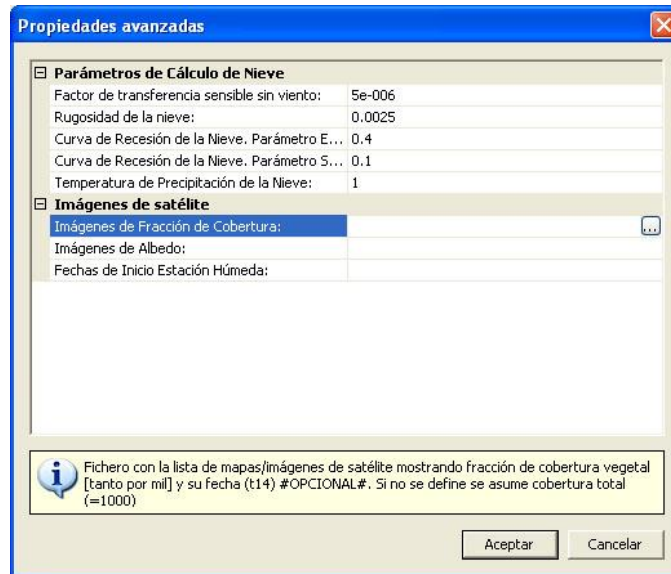 Propiedades avanzadas
Parámetros de Cálculo de Nieve
Factor de transferencia sensible sin viento: 5e-006
Rugosidad de la nieve: 0.0025
Curva de Recesión de la Nieve. Parámetro E... 0.4
Curva de Recesión de la Nieve. Parámetro S... 0.1
Temperatura de Precipitación de la Nieve: 1
Imágenes de satélite
Imágenes de Fracción de Cobertura: ...
Imágenes de Albedo:
Fechas de Inicio Estación Húmeda:
Fichero con la lista de mapas/imágenes de satélite mostrando fracción de cobertura vegetal
[tanto por mil] y su fecha (t14) #OPCIONAL#. Si no se define se asume cobertura total
(=1000)
Aceptar Cancelar